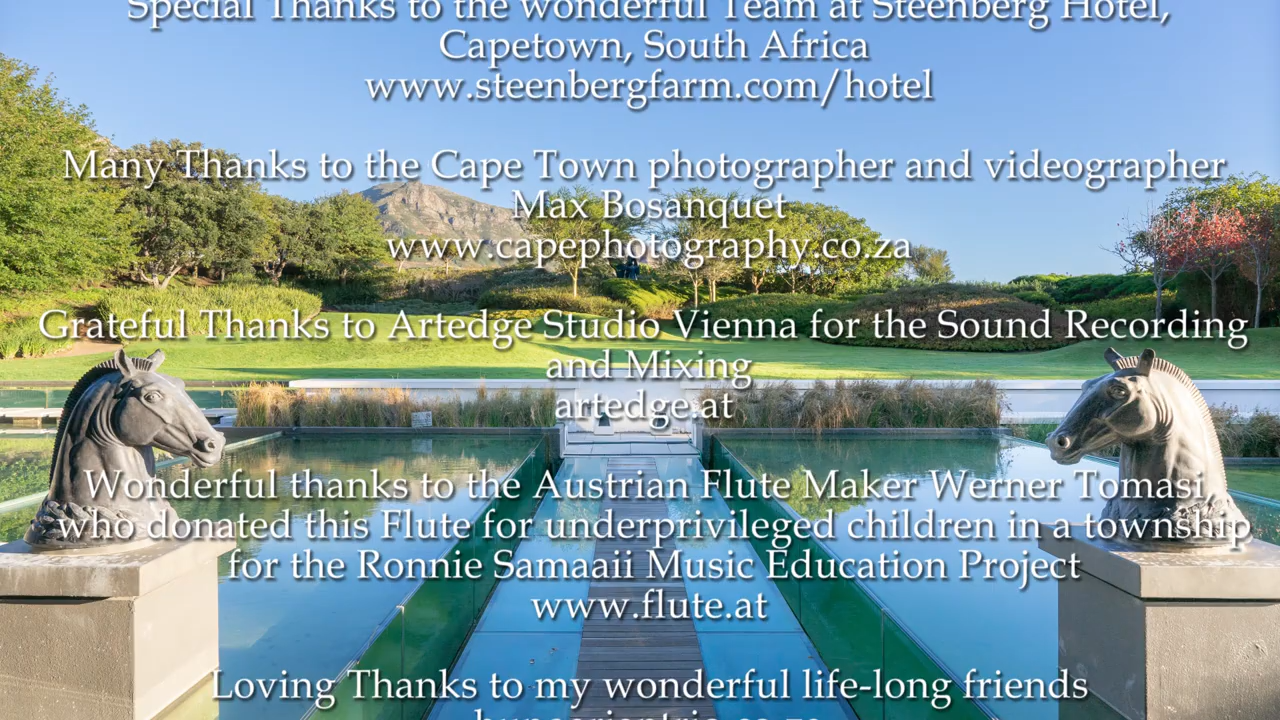 Special Thanks to the wonderful Team at Steenberg Hotel,
Capetown, South Africa
www.steenbergfarm.com/hotel
Many Thanks to the Cape Town photographer and videographer
Max Bosanquet
www.capephotography.co.za
Grateful Thanks to Artedge Studio Vienna for the Sound Recording
and Mixing
artedge.at
Wonderful thanks to the Austrian Flute Maker Werner Tomasi,
who donated this Flute for underprivileged children in a township
for the Ronnie Samaaii Music Education Project
www.flute.at
Loving Thanks to my wonderful life-long friends